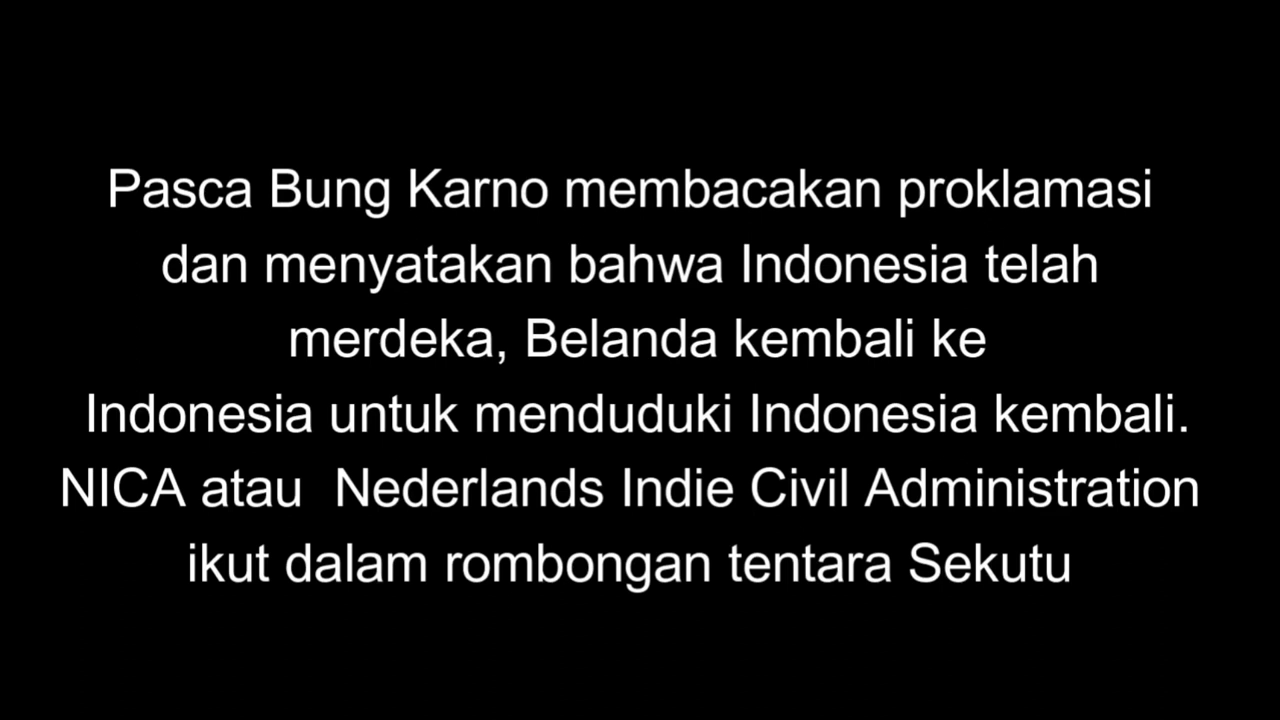 Pasca Bung Karno membacakan proklamasi
dan menyatakan bahwa Indonesia telah
merdeka, Belanda kembali ke
Indonesia untuk menduduki Indonesia kembali.
NICA atau  Nederlands Indie Civil Administration
ikut dalam rombongan tentara Sekutu